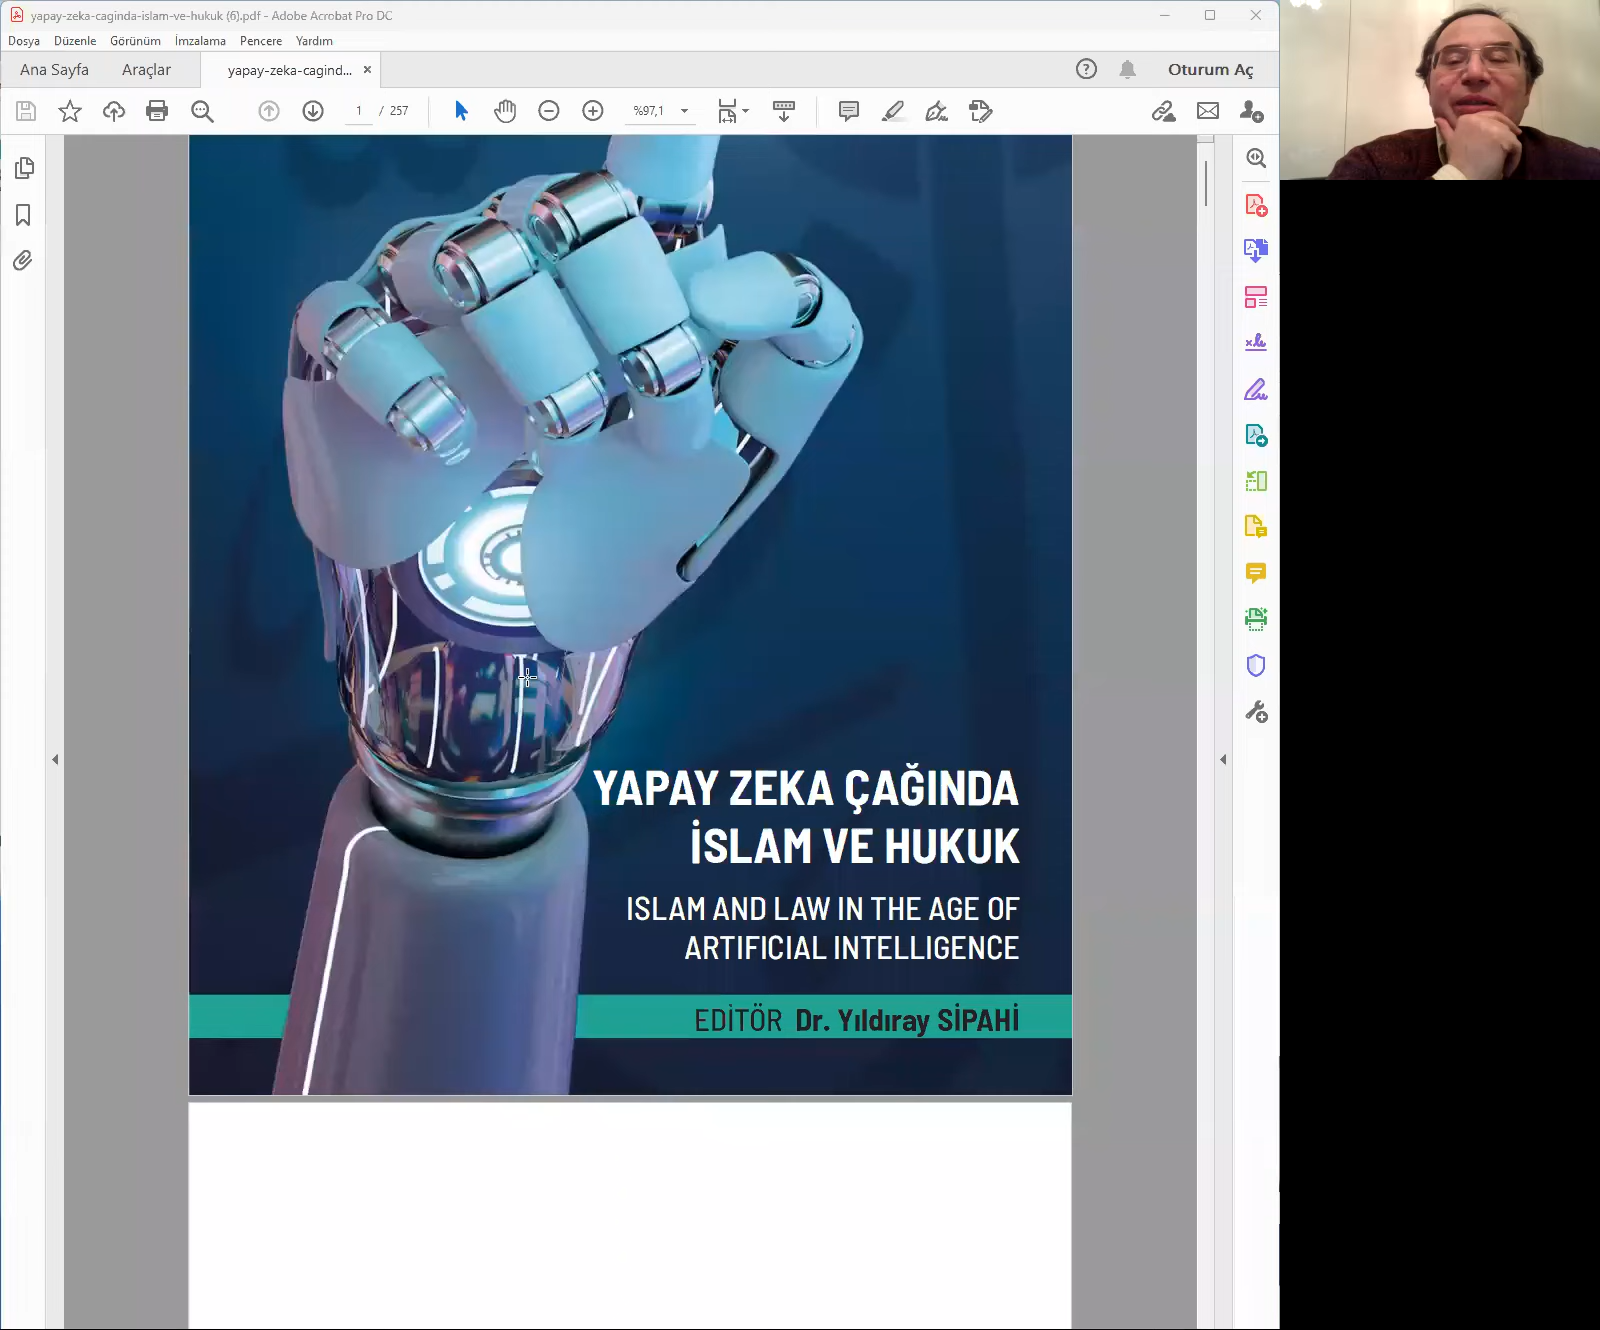 yapay-zeka-caginda-islam-ve-hukuk (6).pdf - Adobe Acrobat Pro DC
Dosya Düzenle Görünüm İmzalama Pencere Yardım
Ana Sayfa Araçlar yapay-zeka-cagind... × Oturum Aç
1 / 257 %97,1
YAPAY ZEKA ÇAĞINDA
İSLAM VE HUKUK
ISLAM AND LAW IN THE AGE OF
ARTIFICIAL INTELLIGENCE
EDİTÖR Dr. Yıldıray SİPAHİ